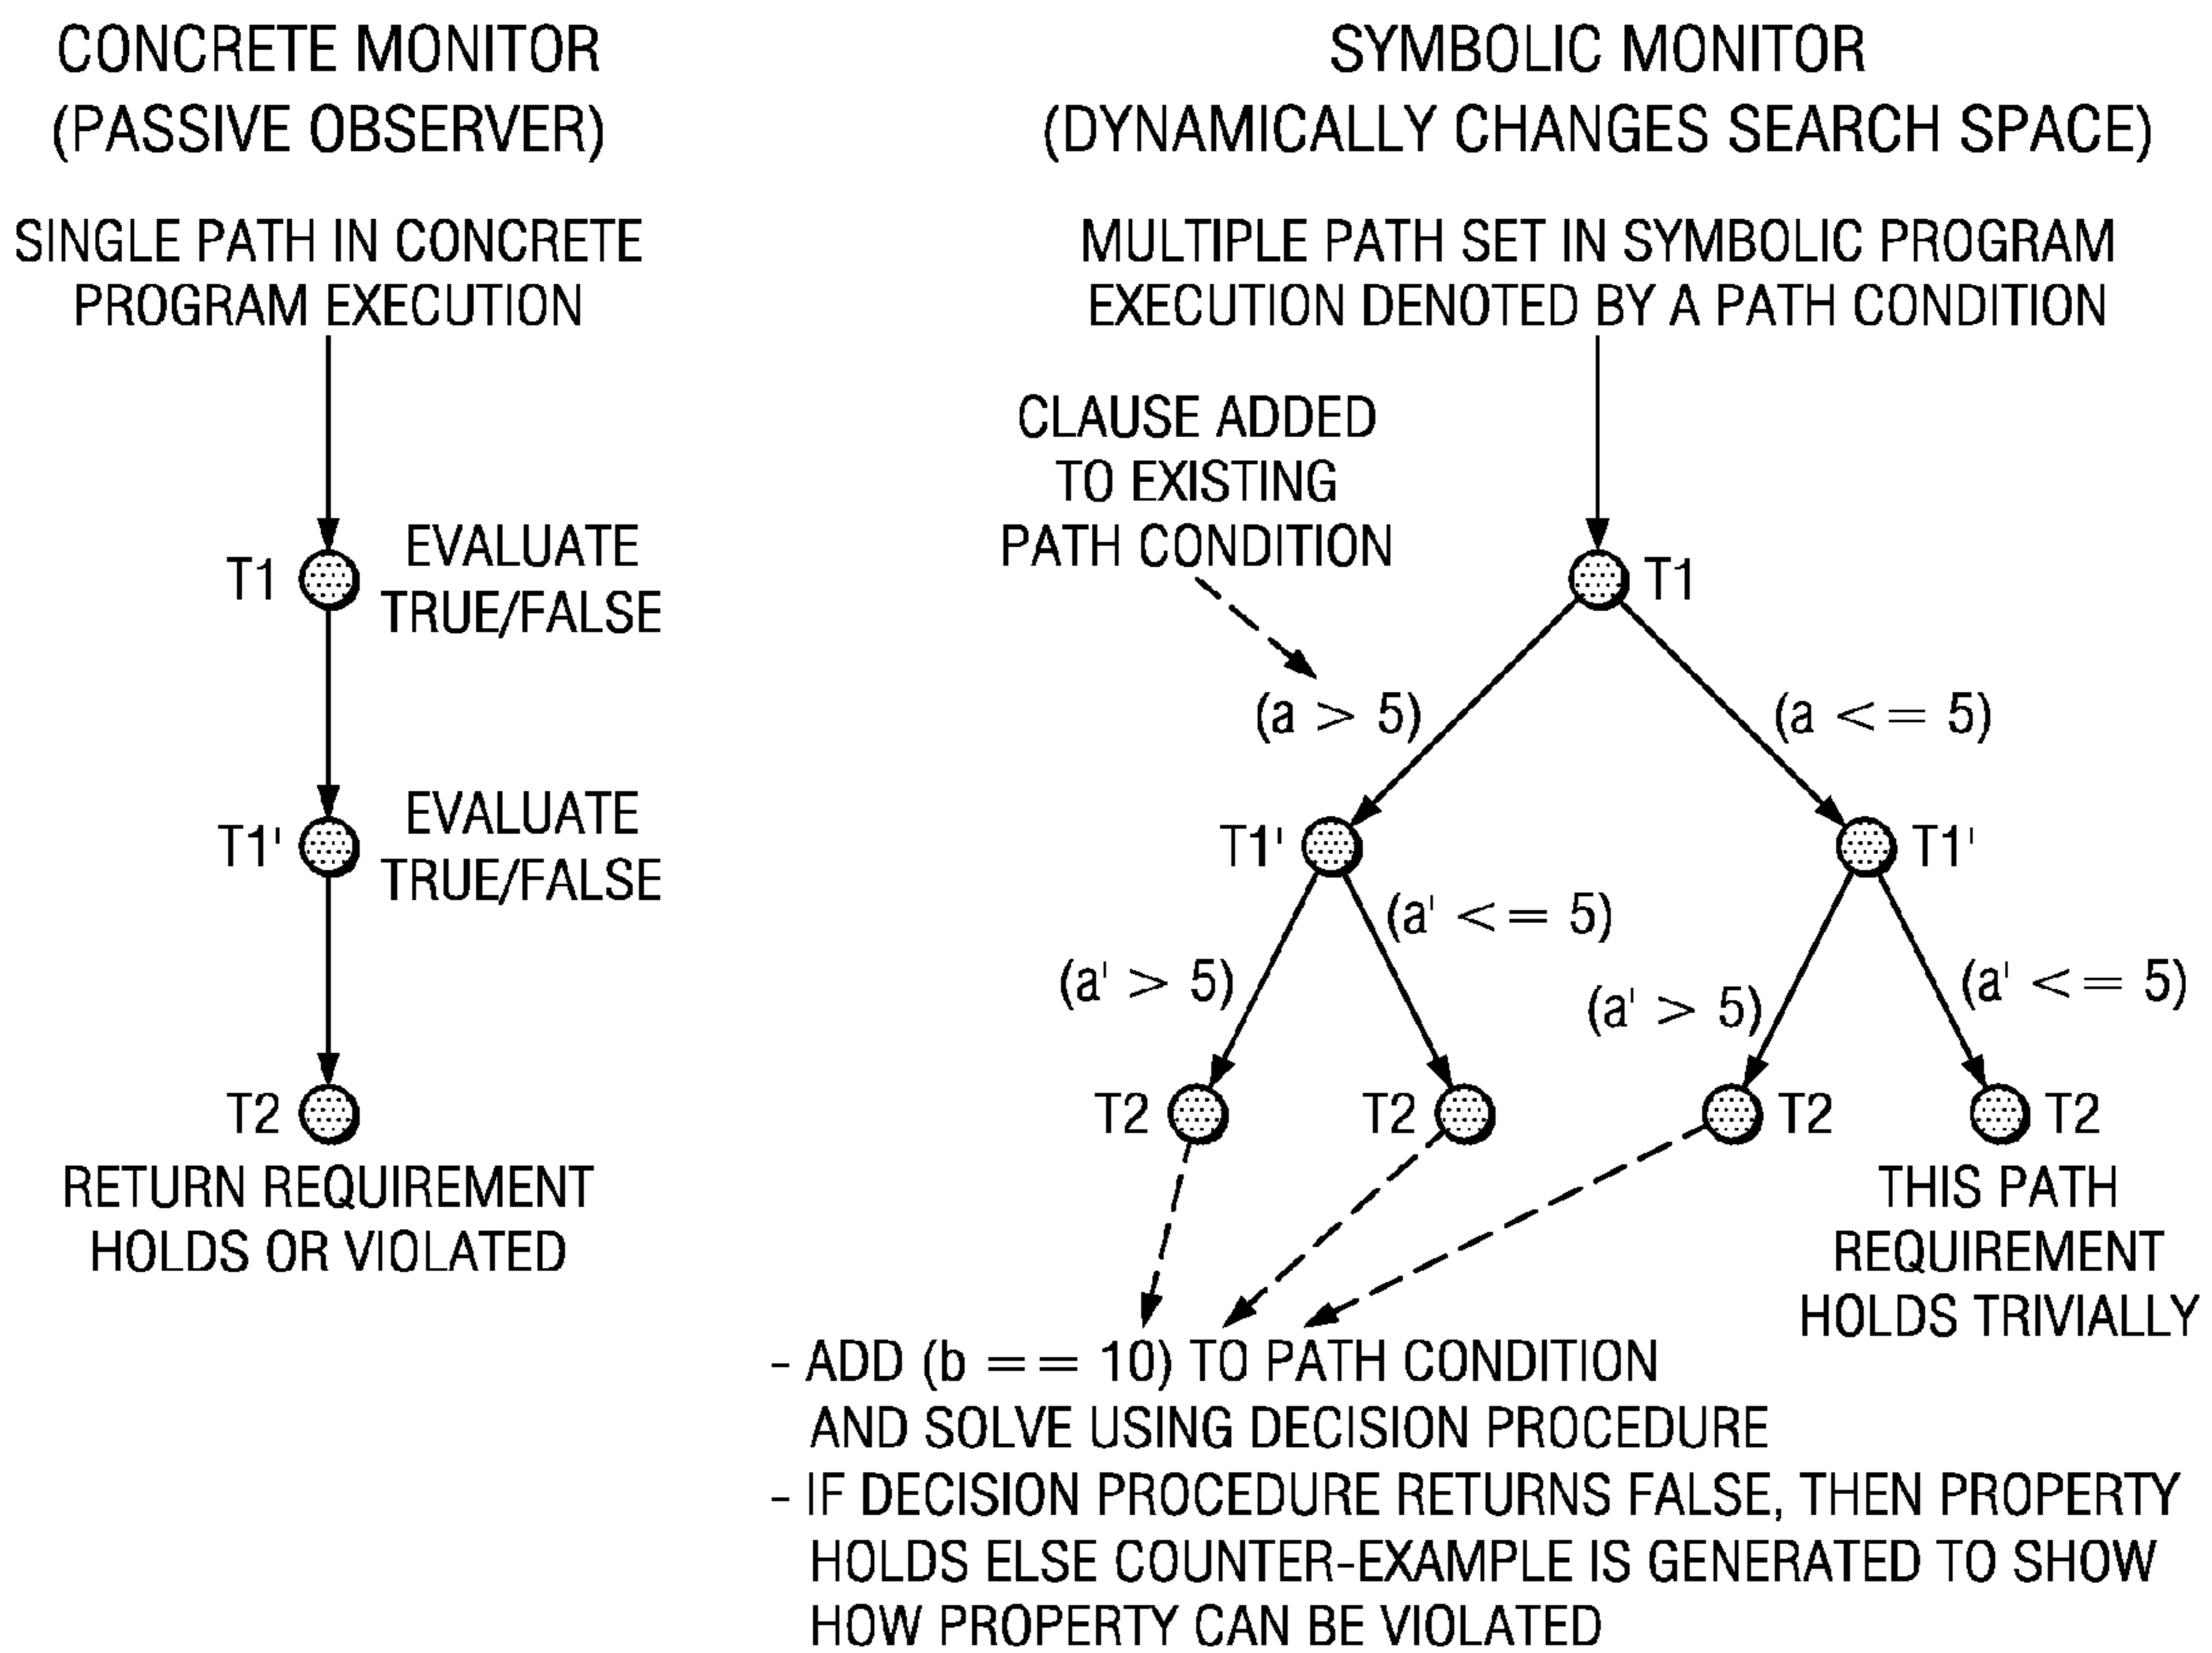 CONCRETE MONITOR
(PASSIVE OBSERVER)
SINGLE PATH IN CONCRETE
PROGRAM EXECUTION
T1
EVALUATE
TRUE/FALSE
T1'
EVALUATE
TRUE/FALSE
T2
RETURN REQUIREMENT
HOLDS OR VIOLATED
SYMBOLIC MONITOR
(DYNAMICALLY CHANGES SEARCH SPACE)
MULTIPLE PATH SET IN SYMBOLIC PROGRAM
EXECUTION DENOTED BY A PATH CONDITION
CLAUSE ADDED
TO EXISTING
PATH CONDITION
T1
(a > 5)
(a <= 5)
T1'
T1'
(a' <= 5)
(a' > 5)
(a' > 5)
(a' <= 5)
T2
T2
T2
T2
THIS PATH
REQUIREMENT
HOLDS TRIVIALLY
- ADD (b == 10) TO PATH CONDITION
AND SOLVE USING DECISION PROCEDURE
- IF DECISION PROCEDURE RETURNS FALSE, THEN PROPERTY
HOLDS ELSE COUNTER-EXAMPLE IS GENERATED TO SHOW
HOW PROPERTY CAN BE VIOLATED